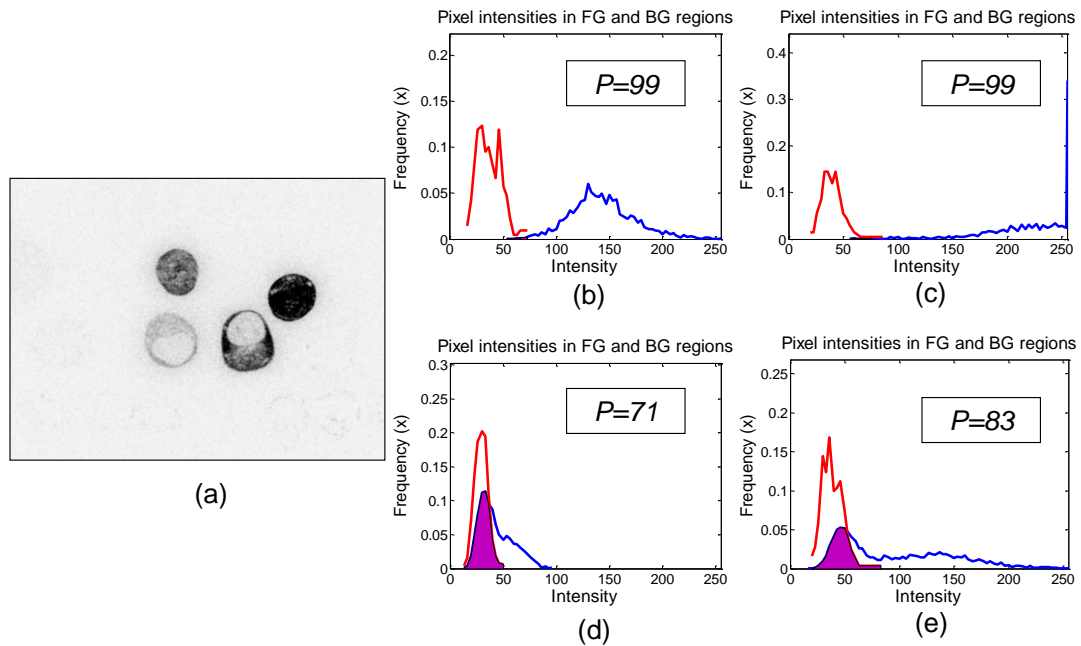 (a)
Pixel intensities in FG and BG regions
P=99
Frequency (x)
0.2
0.15
0.1
0.05
0
0 50 100 150 200 250
Intensity
(b)
Pixel intensities in FG and BG regions
P=99
Frequency (x)
0.4
0.3
0.2
0.1
0
0 50 100 150 200 250
Intensity
(c)
Pixel intensities in FG and BG regions
P=71
Frequency (x)
0.3
0.25
0.2
0.15
0.1
0.05
0
0 50 100 150 200 250
Intensity
(d)
Pixel intensities in FG and BG regions
P=83
Frequency (x)
0.25
0.2
0.15
0.1
0.05
0
0 50 100 150 200 250
Intensity
(e)